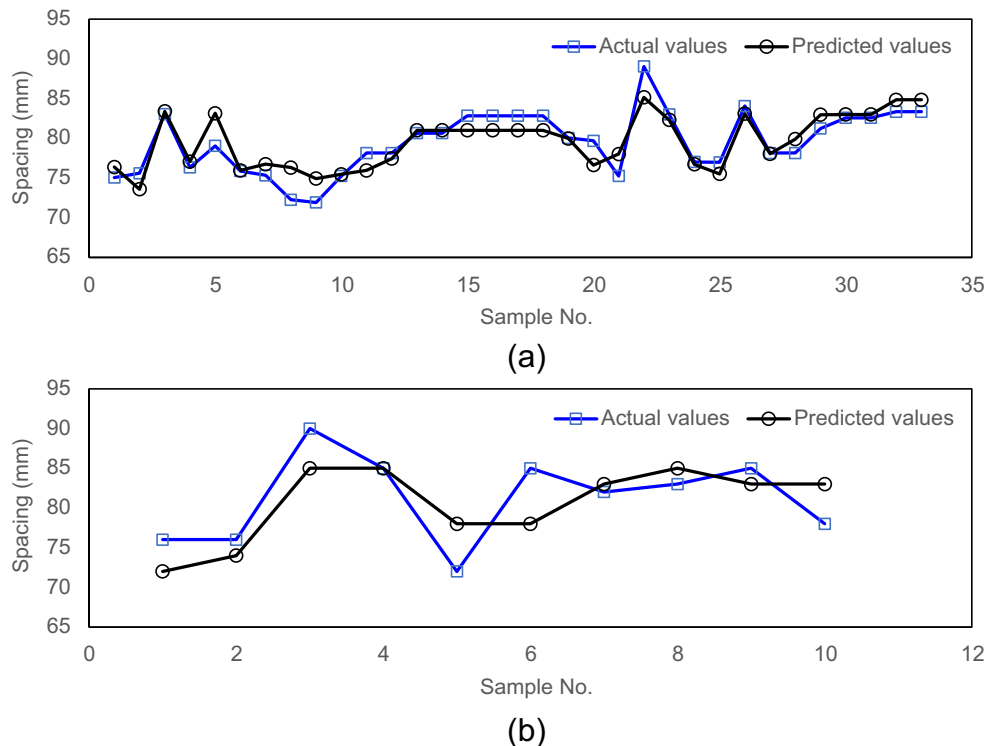 95
90
85
80
75
70
65
Spacing (mm)
Actual values Predicted values
0 5 10 15 20 25 30 35
Sample No.
(a)
95
90
85
80
75
70
65
Spacing (mm)
Actual values Predicted values
0 2 4 6 8 10 12
Sample No.
(b)